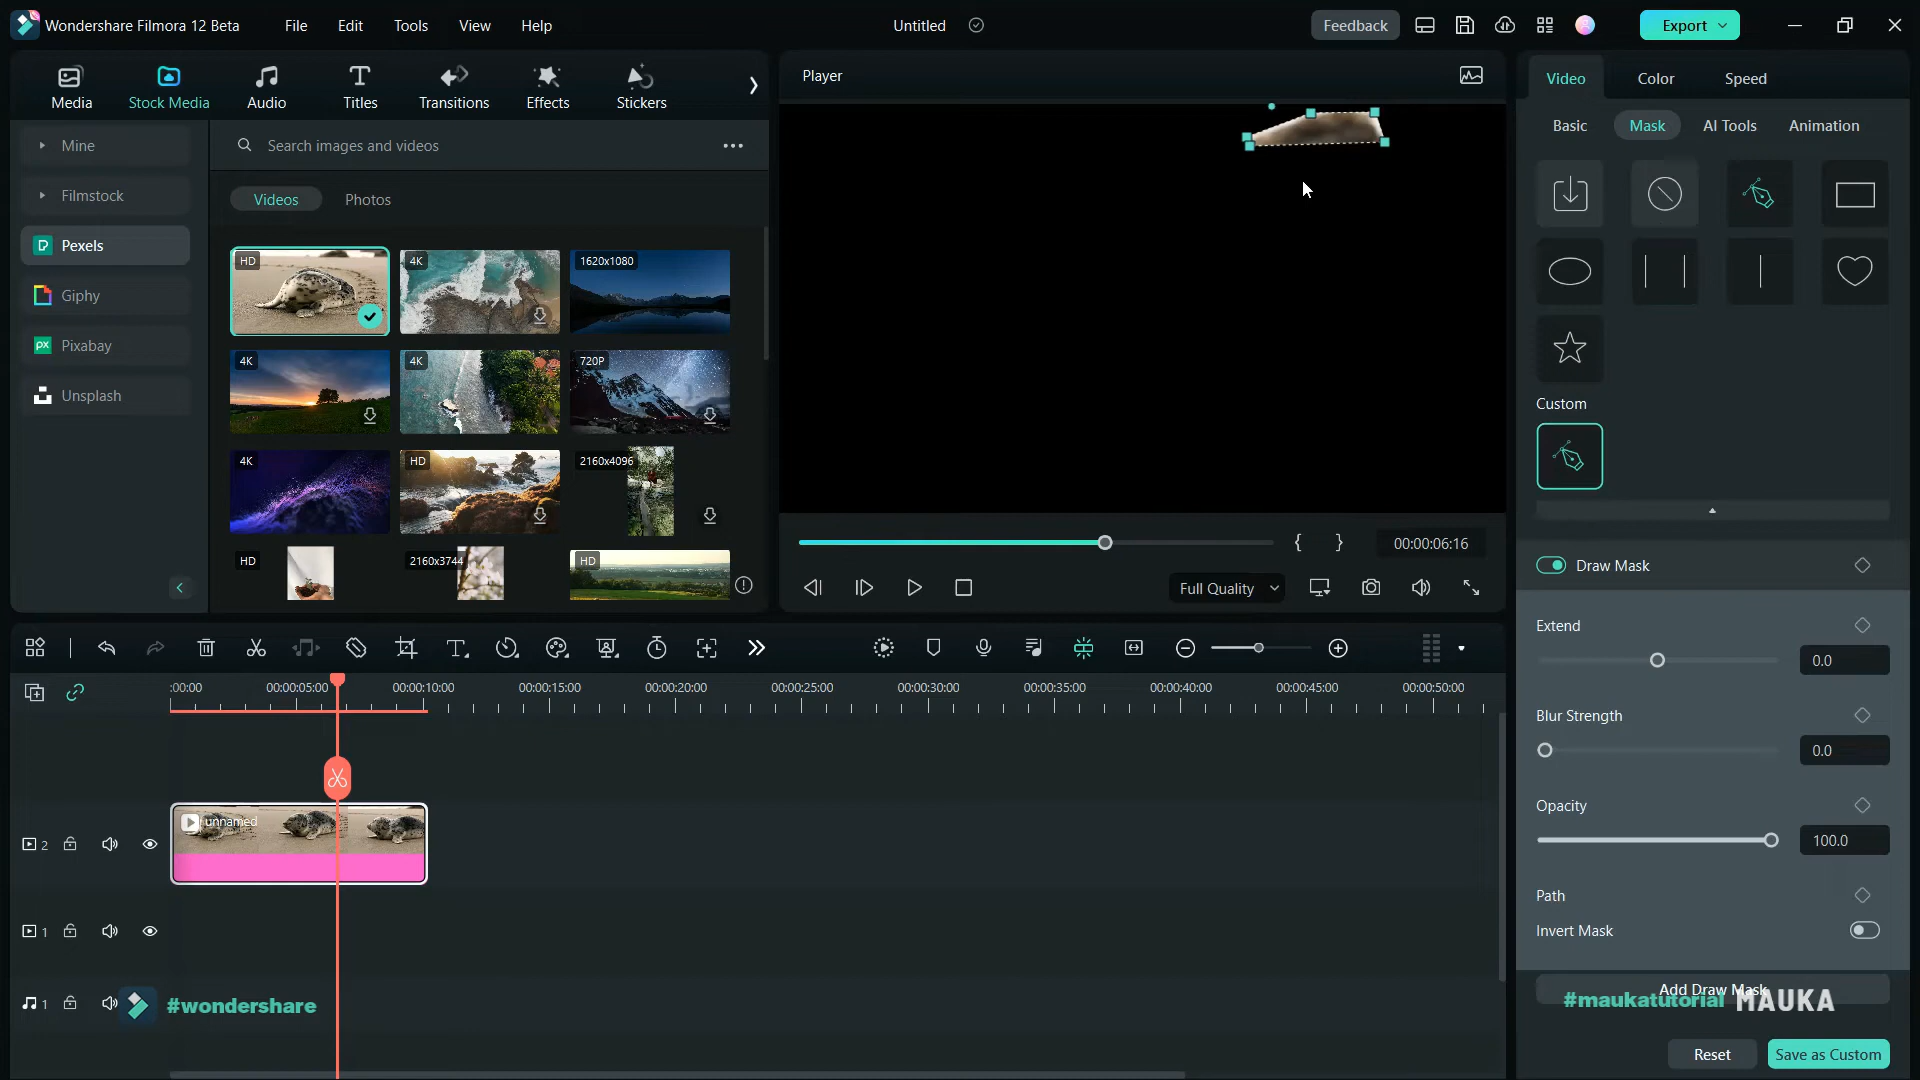 Wondershare Filmora 12 Beta
File
Edit
Tools
View
Help
Untitled
Feedback
Export
Media
Stock Media
Audio
Titles
Transitions
Effects
Stickers
Player
Video
Color
Speed
Basic
Mask
AI Tools
Animation
Mine
Filmstock
Pexels
Giphy
Pixabay
Unsplash
Search images and videos
Videos
Photos
HD
4K
1620x1080
4K
4K
720P
4K
HD
2160x4096
HD
2160x3744
HD
00:00:06:16
Full Quality
Custom
Draw Mask
Extend
0.0
Blur Strength
0.0
Opacity
100.0
Path
Invert Mask
Add Draw Mask
#maukatutorial MAUKA
Reset
Save as Custom
:00:00
00:00:05:00
00:00:10:00
00:00:15:00
00:00:20:00
00:00:25:00
00:00:30:00
00:00:35:00
00:00:40:00
00:00:45:00
00:00:50:00
unnamed
2
1
1
#wondershare